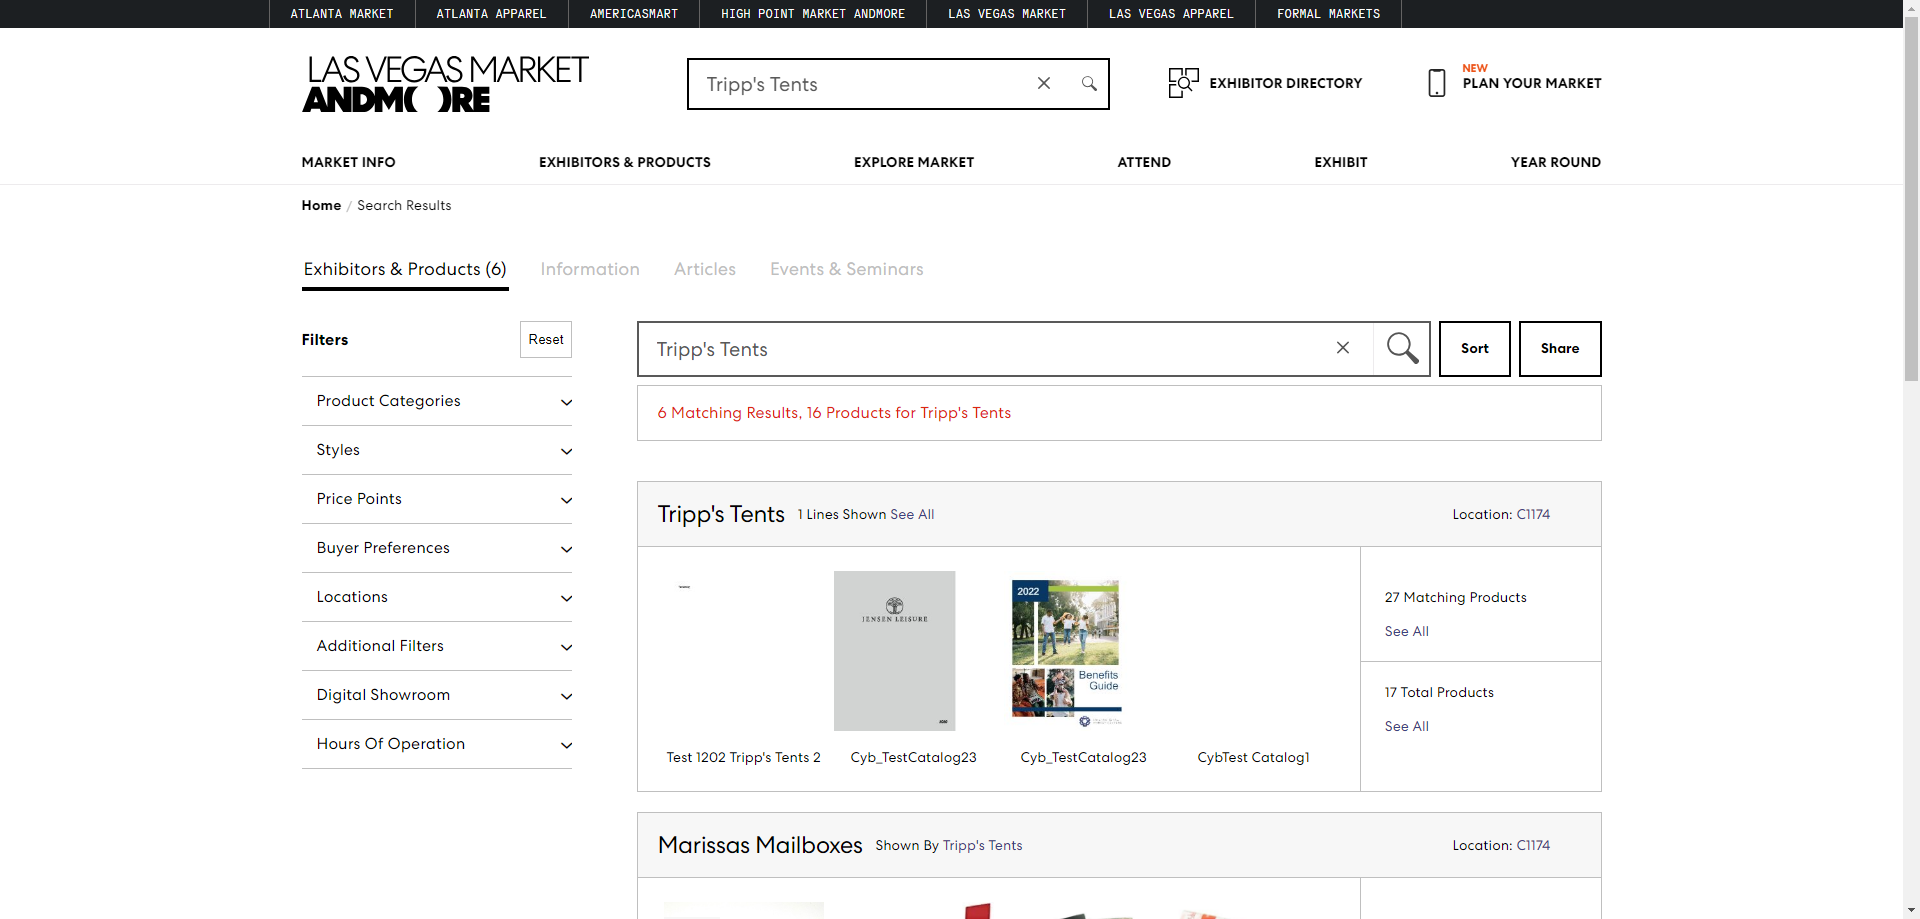 ATLANTA MARKET
ATLANTA APPAREL
AMERICASMART
HIGH POINT MARKET ANDMORE
LAS VEGAS MARKET
LAS VEGAS APPAREL
FORMAL MARKETS
LAS VEGAS MARKET
ANDMORE
Tripp's Tents
EXHIBITOR DIRECTORY
NEW
PLAN YOUR MARKET
MARKET INFO
EXHIBITORS & PRODUCTS
EXPLORE MARKET
ATTEND
EXHIBIT
YEAR ROUND
Home / Search Results
Exhibitors & Products (6)
Information
Articles
Events & Seminars
Filters
Reset
Product Categories
Styles
Price Points
Buyer Preferences
Locations
Additional Filters
Digital Showroom
Hours Of Operation
Tripp's Tents
Sort
Share
6 Matching Results, 16 Products for Tripp's Tents
Tripp's Tents 1 Lines Shown See All
Location: C1174
JENSEN LEISURE
2022
Benefits
Guide
Test 1202 Tripp's Tents 2
Cyb_TestCatalog23
Cyb_TestCatalog23
CybTest Catalog1
27 Matching Products
See All
17 Total Products
See All
Marissas Mailboxes Shown By Tripp's Tents
Location: C1174